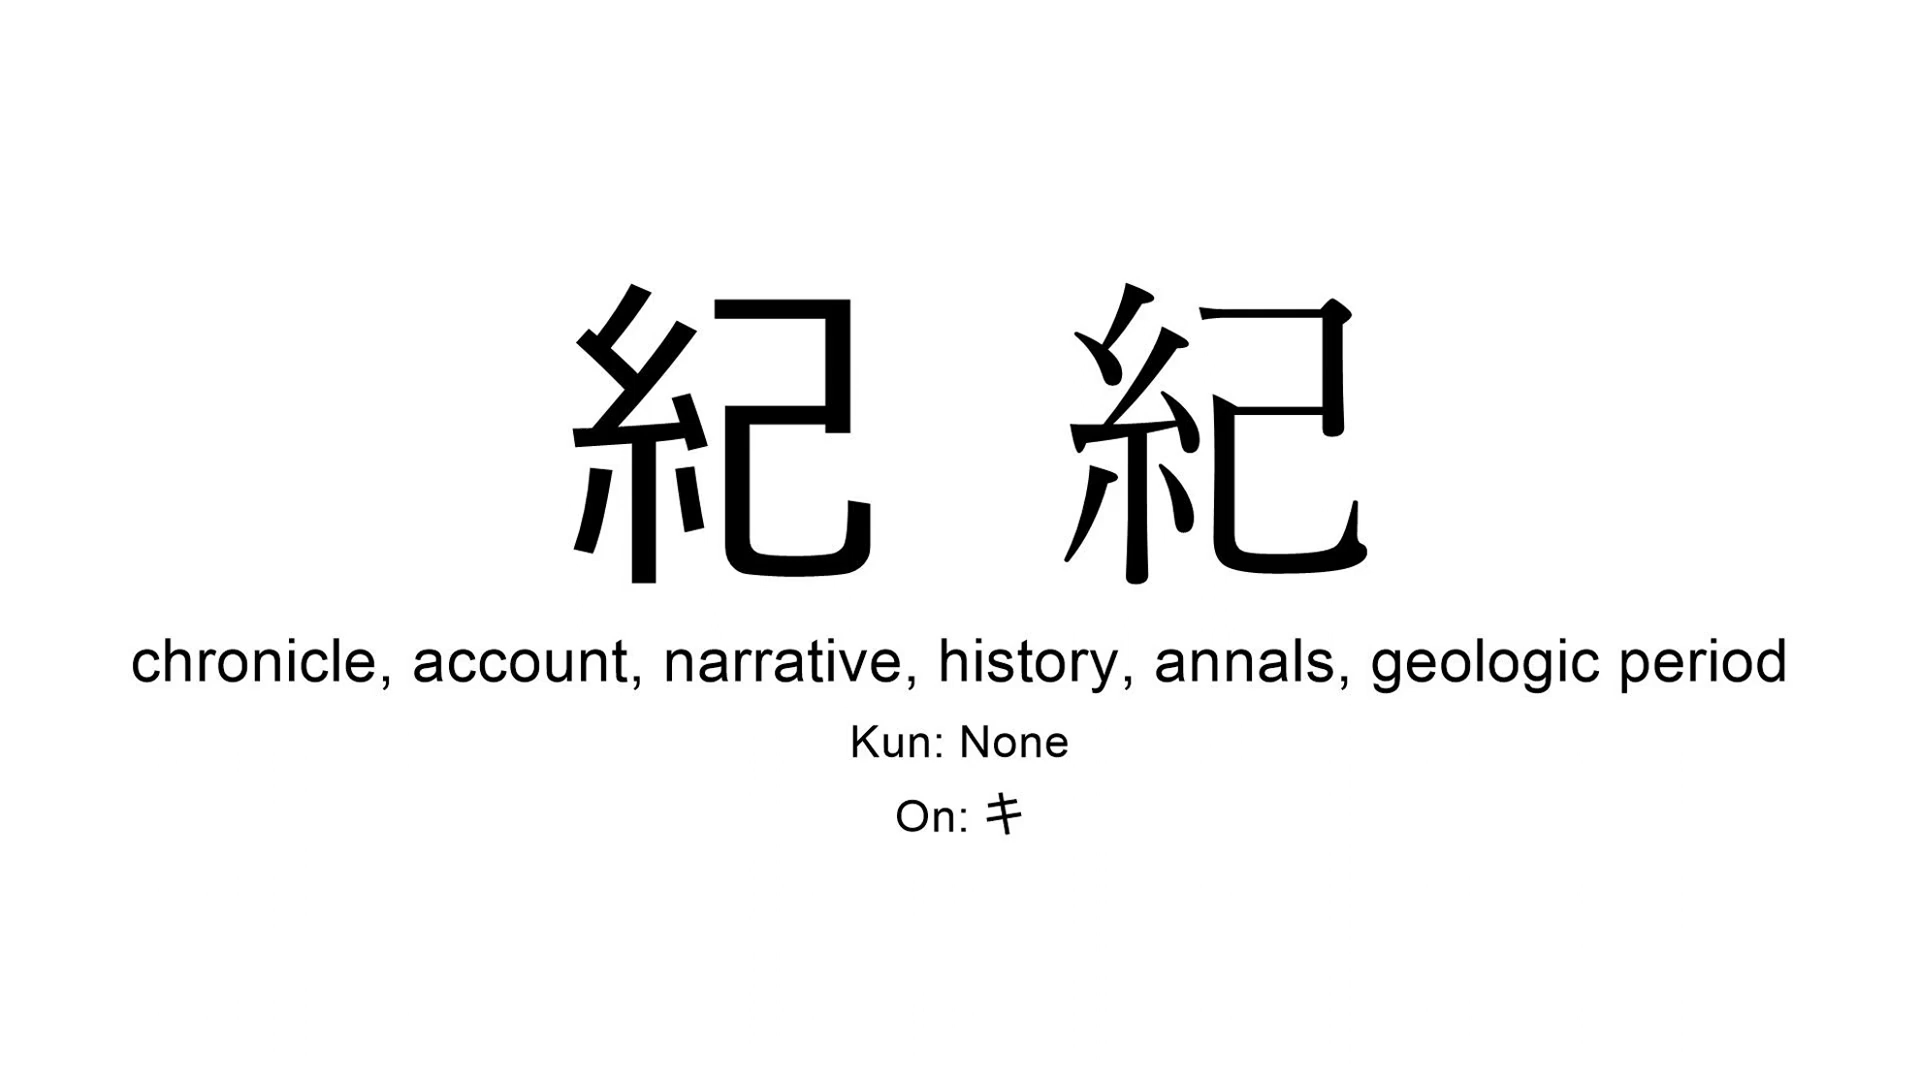 紀 紀
chronicle, account, narrative, history, annals, geologic period
Kun: None
On: キ